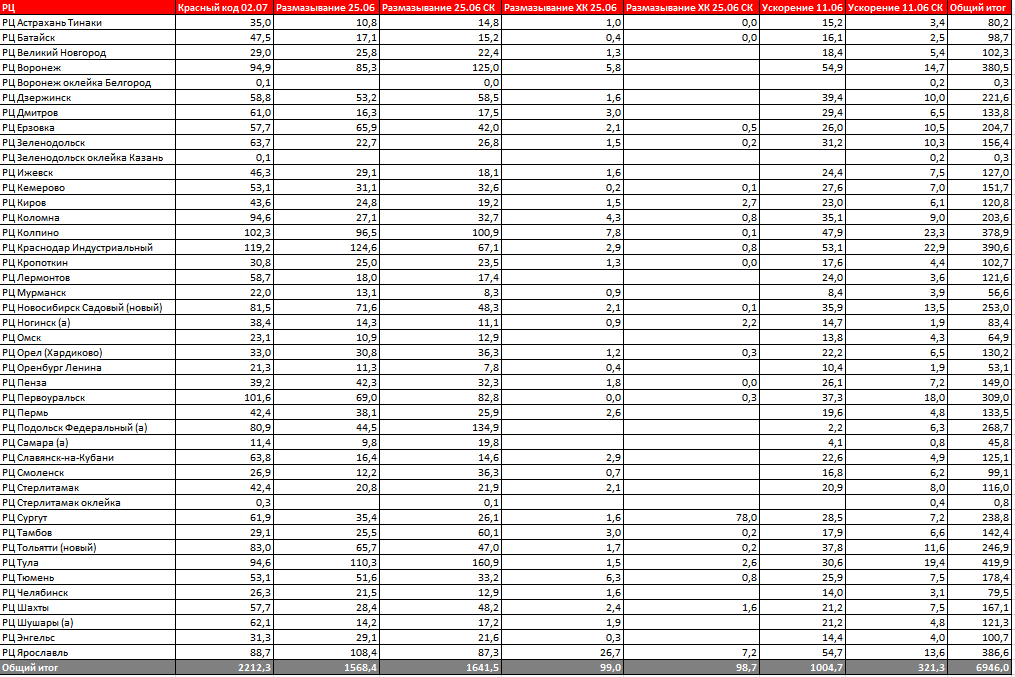 РЦ Красный код 02.07 Размазывание 25.06 Размазывание 25.06 СК Размазывание ХК 25.06 Размазывание ХК 25.06 СК Ускорение 11.06 Ускорение 11.06 СК Общий итог
РЦ Астрахань Тинаки 35,0 10,8 14,8 1,0 0,0 15,2 3,4 80,2
РЦ Батайск 47,5 17,1 15,2 0,4 0,0 16,1 2,5 98,7
РЦ Великий Новгород 29,0 25,8 22,4 1,3 18,4 5,4 102,3
РЦ Воронеж 94,9 85,3 125,0 5,8 54,9 14,7 380,5
РЦ Воронеж оклейка Белгород 0,1 0,0 0,2 0,3
РЦ Дзержинск 58,8 53,2 58,5 1,6 39,4 10,0 221,6
РЦ Дмитров 61,0 16,3 17,5 3,0 29,4 6,5 133,8
РЦ Ерзовка 57,7 65,9 42,0 2,1 0,5 26,0 10,5 204,7
РЦ Зеленодольск 63,7 22,7 26,8 1,5 0,2 31,2 10,3 156,4
РЦ Зеленодольск оклейка Казань 0,1 0,2 0,3
РЦ Ижевск 46,3 29,1 18,1 1,6 24,4 7,5 127,0
РЦ Кемерово 53,1 31,1 32,6 0,2 0,1 27,6 7,0 151,7
РЦ Киров 43,6 24,8 19,2 1,5 2,7 23,0 6,1 120,8
РЦ Коломна 94,6 27,1 32,7 4,3 0,8 35,1 9,0 203,6
РЦ Колпино 102,3 96,5 100,9 7,8 0,1 47,9 23,3 378,9
РЦ Краснодар Индустриальный 119,2 124,6 67,1 2,9 0,8 53,1 22,9 390,6
РЦ Кропоткин 30,8 25,0 23,5 1,3 0,0 17,6 4,4 102,7
РЦ Лермонтов 58,7 18,0 17,4 24,0 3,6 121,6
РЦ Мурманск 22,0 13,1 8,3 0,9 8,4 3,9 56,6
РЦ Новосибирск Садовый (новый) 81,5 71,6 48,3 2,1 0,1 35,9 13,5 253,0
РЦ Ногинск (а) 38,4 14,3 11,1 0,9 2,2 14,7 1,9 83,4
РЦ Омск 23,1 10,9 12,9 13,8 4,3 64,9
РЦ Орел (Хардиково) 33,0 30,8 36,3 1,2 0,3 22,2 6,5 130,2
РЦ Оренбург Ленина 21,3 11,3 7,8 0,4 10,4 1,9 53,1
РЦ Пенза 39,2 42,3 32,3 1,8 0,0 26,1 7,2 149,0
РЦ Первоуральск 101,6 69,0 82,8 0,0 0,3 37,3 18,0 309,0
РЦ Пермь 42,4 38,1 25,9 2,6 19,6 4,8 133,5
РЦ Подольск Федеральный (а) 80,9 44,5 134,9 2,2 6,3 268,7
РЦ Самара (а) 11,4 9,8 19,8 4,1 0,8 45,8
РЦ Славянск-на-Кубани 63,8 16,4 14,6 2,9 22,6 4,9 125,1
РЦ Смоленск 26,9 12,2 36,3 0,7 16,8 6,2 99,1
РЦ Стерлитамак 42,4 20,8 21,9 2,1 20,9 8,0 116,0
РЦ Стерлитамак оклейка 0,3 0,1 0,4 0,8
РЦ Сургут 61,9 35,4 26,1 1,6 78,0 28,5 7,2 238,8
РЦ Тамбов 29,1 25,5 60,1 3,0 0,2 17,9 6,6 142,4
РЦ Тольятти (новый) 83,0 65,7 47,0 1,7 0,2 37,8 11,6 246,9
РЦ Тула 94,6 110,3 160,9 1,5 2,6 30,6 19,4 419,9
РЦ Тюмень 53,1 51,6 33,2 6,3 0,8 25,9 7,5 178,4
РЦ Челябинск 26,3 21,5 12,9 1,6 14,0 3,1 79,5
РЦ Шахты 57,7 28,4 48,2 2,4 1,6 21,2 7,5 167,1
РЦ Шушары (а) 62,1 14,2 17,2 1,9 21,2 4,8 121,3
РЦ Энгельс 31,3 29,1 21,6 0,3 14,4 4,0 100,7
РЦ Ярославль 88,7 108,4 87,3 26,7 7,2 54,7 13,6 386,6
Общий итог 2212,3 1568,4 1641,5 99,0 98,7 1004,7 321,3 6946,0